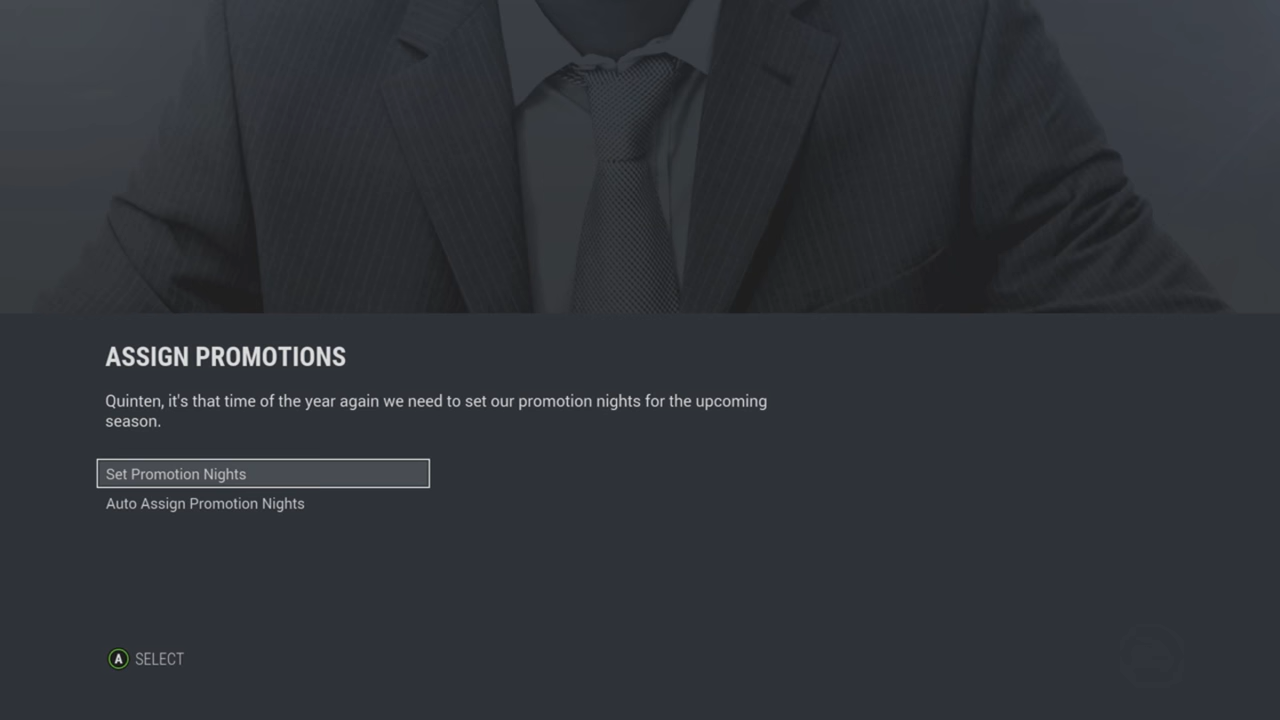 ASSIGN PROMOTIONS
Quinten, it's that time of the year again we need to set our promotion nights for the upcoming
season.
Set Promotion Nights
Auto Assign Promotion Nights
A SELECT